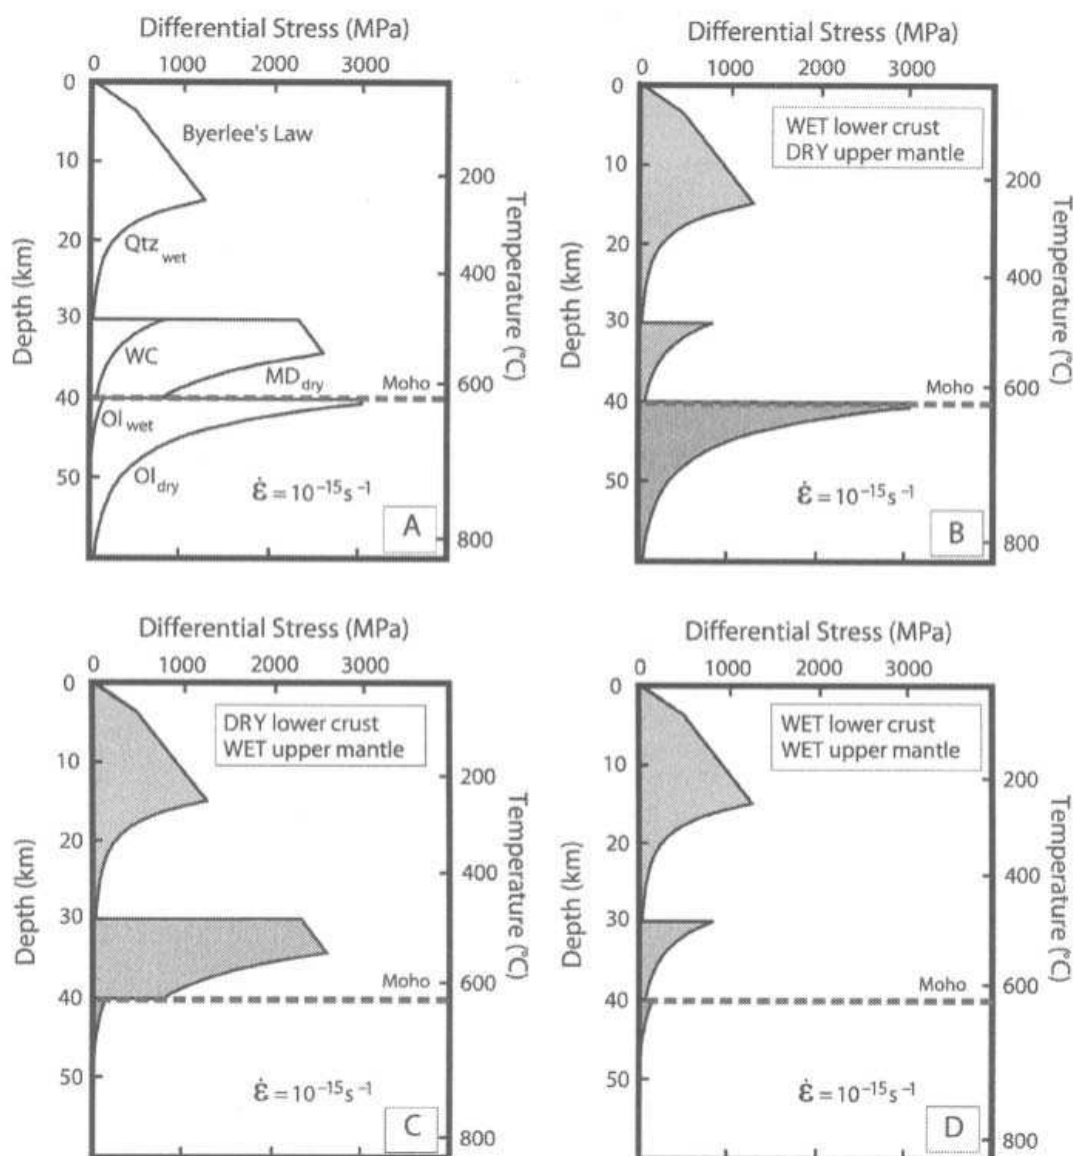 Differential Stress (MPa)
0 1000 2000 3000
0
10
20
30
40
50
Depth (km)
200
400
600
800
Temperature (°C)
Byerlee's Law
Qtz wet
WC
MD dry
Moho
Ol wet
Ol dry
ε̇ = 10⁻¹⁵ s⁻¹
A
Differential Stress (MPa)
0 1000 2000 3000
0
10
20
30
40
50
Depth (km)
200
400
600
800
Temperature (°C)
WET lower crust
DRY upper mantle
Moho
ε̇ = 10⁻¹⁵ s⁻¹
B
Differential Stress (MPa)
0 1000 2000 3000
0
10
20
30
40
50
Depth (km)
200
400
600
800
Temperature (°C)
DRY lower crust
WET upper mantle
Moho
ε̇ = 10⁻¹⁵ s⁻¹
C
Differential Stress (MPa)
0 1000 2000 3000
0
10
20
30
40
50
Depth (km)
200
400
600
800
Temperature (°C)
WET lower crust
WET upper mantle
Moho
ε̇ = 10⁻¹⁵ s⁻¹
D